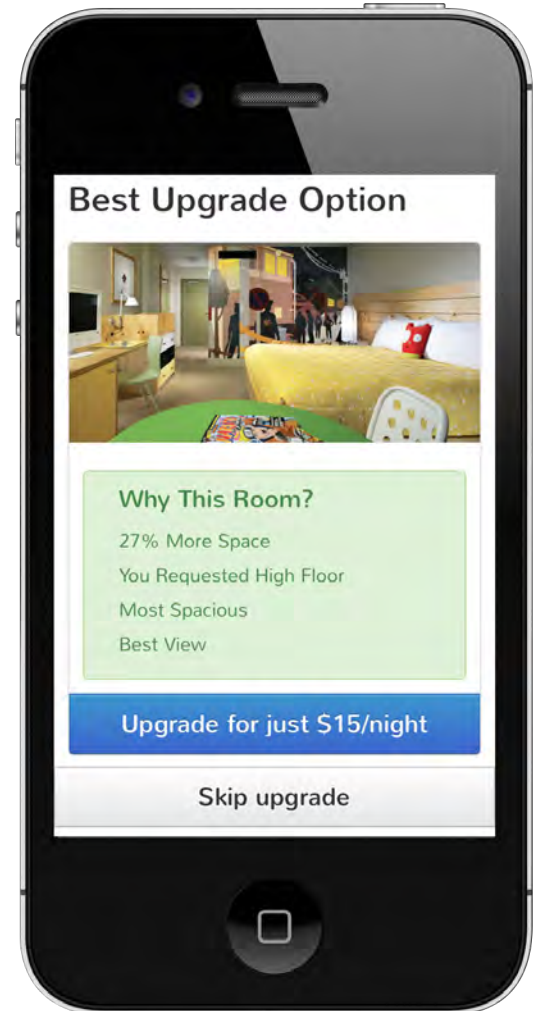 Best Upgrade Option
Why This Room?
27% More Space
You Requested High Floor
Most Spacious
Best View
Upgrade for just $15/night
Skip upgrade